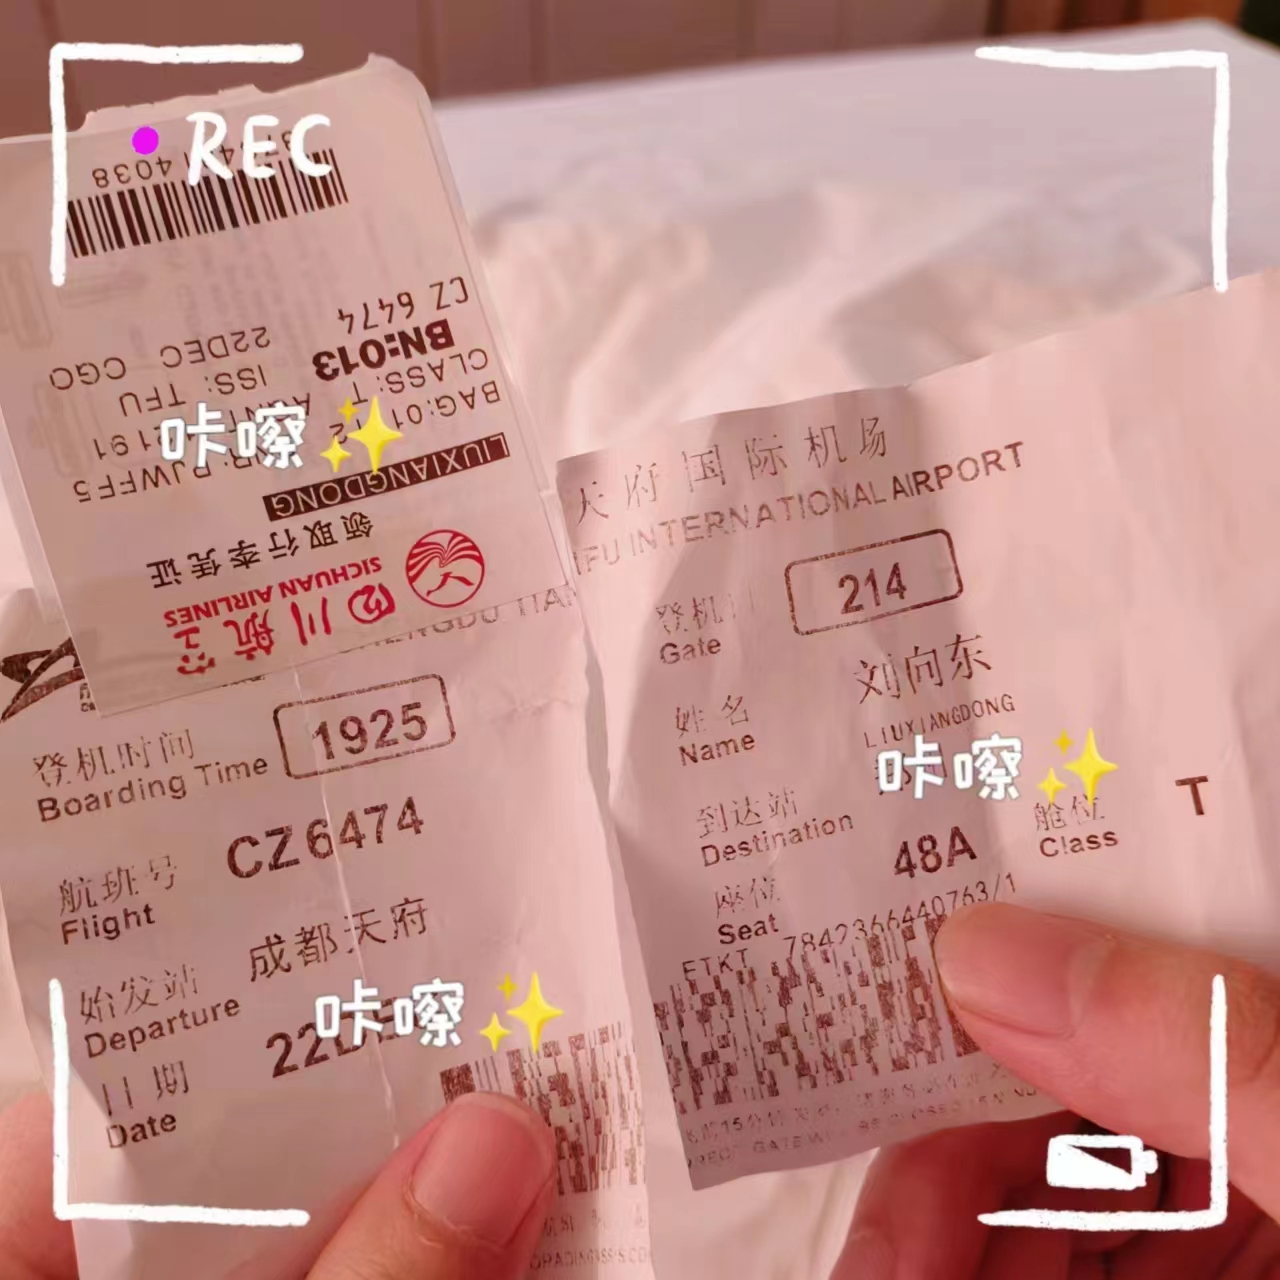 REC
4038
CZ 6474
BN:013
22DEC CGO
CLASS: T
ISS: TFU
LIUXIANGDONG
领取行李凭证
四川航空
SICHUAN AIRLINES
咔嚓
登机时间
Boarding Time
1925
航班号
Flight
CZ6474
始发站
Departure
成都天府
日期
Date
咔嚓
天府国际机场
INTERNATIONAL AIRPORT
登机
Gate
214
姓名
Name
刘向东
LIUXIANGDONG
咔嚓
到达站
Destination
舱位
Class
T
座位
Seat
48A
ETKT 7842366440763/1